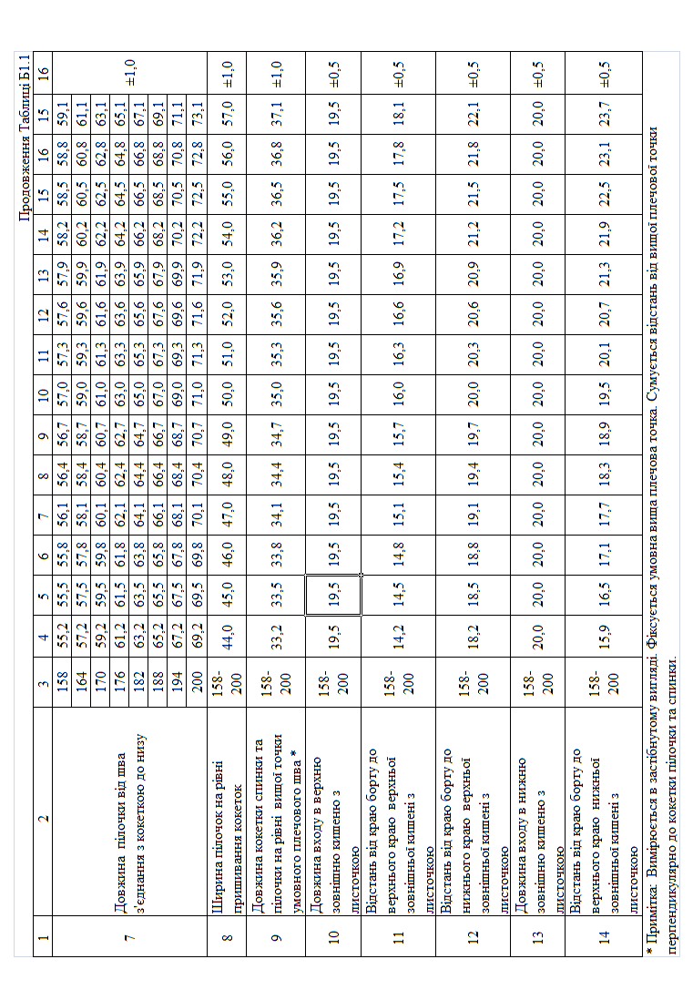 Продовження Таблиці Б1.1
1 2 3 4 5 6 7 8 9 10 11 12 13 14 15 16 15 16
7 Довжина пілочки від шва з'єднання з кокеткою до низу 158 55,2 55,5 55,8 56,1 56,4 56,7 57,0 57,3 57,6 57,9 58,2 58,5 58,8 59,1 ±1,0
164 57,2 57,5 57,8 58,1 58,4 58,7 59,0 59,3 59,6 59,9 60,2 60,5 60,8 61,1
170 59,2 59,5 59,8 60,1 60,4 60,7 61,0 61,3 61,6 61,9 62,2 62,5 62,8 63,1
176 61,2 61,5 61,8 62,1 62,4 62,7 63,0 63,3 63,6 63,9 64,2 64,5 64,8 65,1
182 63,2 63,5 63,8 64,1 64,4 64,7 65,0 65,3 65,6 65,9 66,2 66,5 66,8 67,1
188 65,2 65,5 65,8 66,1 66,4 66,7 67,0 67,3 67,6 67,9 68,2 68,5 68,8 69,1
194 67,2 67,5 67,8 68,1 68,4 68,7 69,0 69,3 69,6 69,9 70,2 70,5 70,8 71,1
200 69,2 69,5 69,8 70,1 70,4 70,7 71,0 71,3 71,6 71,9 72,2 72,5 72,8 73,1
8 Ширина пілочок на рівні пришивання кокеток 158-200 44,0 45,0 46,0 47,0 48,0 49,0 50,0 51,0 52,0 53,0 54,0 55,0 56,0 57,0 ±1,0
9 Довжина кокетки спинки та пілочки на рівні вищої точки умовного плечового шва * 158-200 33,2 33,5 33,8 34,1 34,4 34,7 35,0 35,3 35,6 35,9 36,2 36,5 36,8 37,1 ±1,0
10 Довжина входу в верхню зовнішню кишеню з листочкою 158-200 19,5 19,5 19,5 19,5 19,5 19,5 19,5 19,5 19,5 19,5 19,5 19,5 19,5 19,5 ±0,5
11 Відстань від краю борту до верхнього краю верхньої зовнішньої кишені з листочкою 158-200 14,2 14,5 14,8 15,1 15,4 15,7 16,0 16,3 16,6 16,9 17,2 17,5 17,8 18,1 ±0,5
12 Відстань від краю борту до нижнього краю верхньої зовнішньої кишені з листочкою 158-200 18,2 18,5 18,8 19,1 19,4 19,7 20,0 20,3 20,6 20,9 21,2 21,5 21,8 22,1 ±0,5
13 Довжина входу в нижню зовнішню кишеню з листочкою 158-200 20,0 20,0 20,0 20,0 20,0 20,0 20,0 20,0 20,0 20,0 20,0 20,0 20,0 20,0 ±0,5
14 Відстань від краю борту до верхнього краю нижньої зовнішньої кишені з листочкою 158-200 15,9 16,5 17,1 17,7 18,3 18,9 19,5 20,1 20,7 21,3 21,9 22,5 23,1 23,7 ±0,5
* Примітка: Вимірюється в застібнутому вигляді. Фіксується умовна вища плечова точка. Сумується відстань від вищої плечової точки
перпендикулярно до кокетки пілочки та спинки.